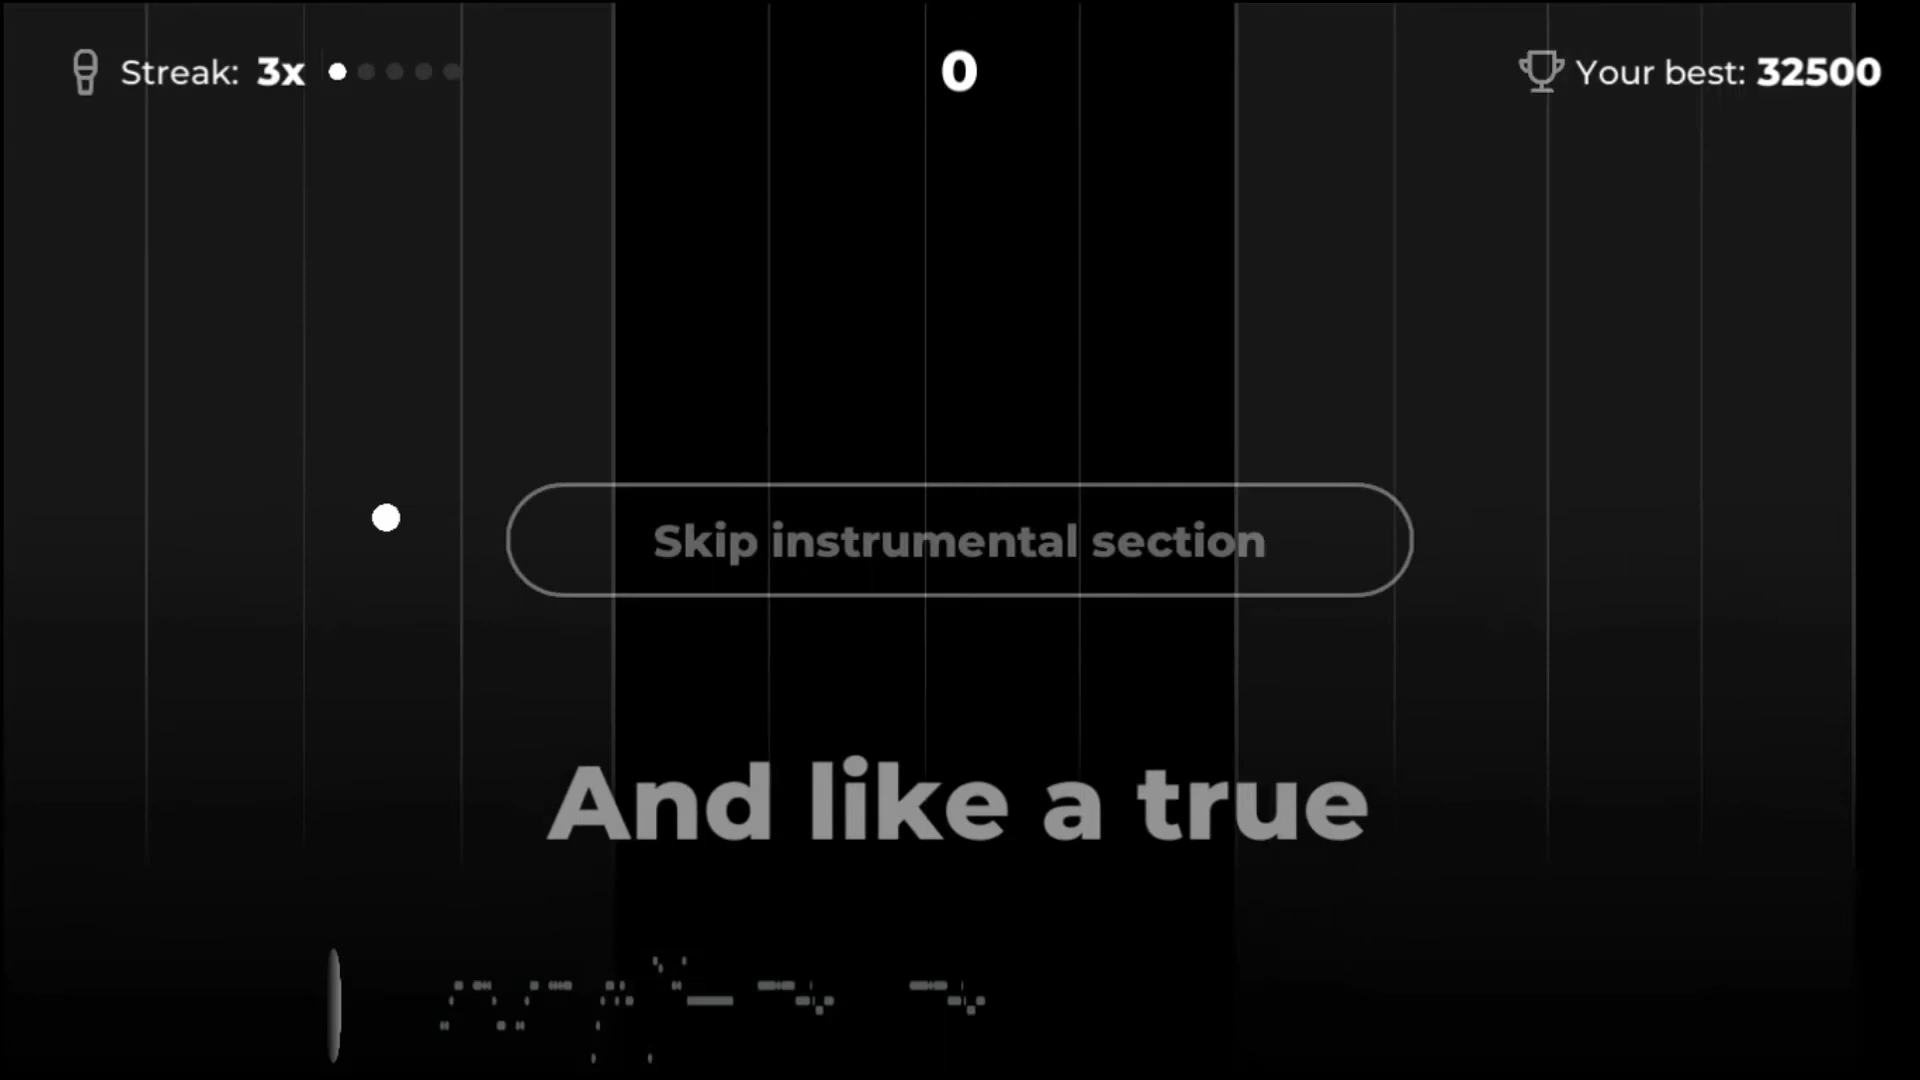 Streak: 3x
0
Your best: 32500
Skip instrumental section
And like a true